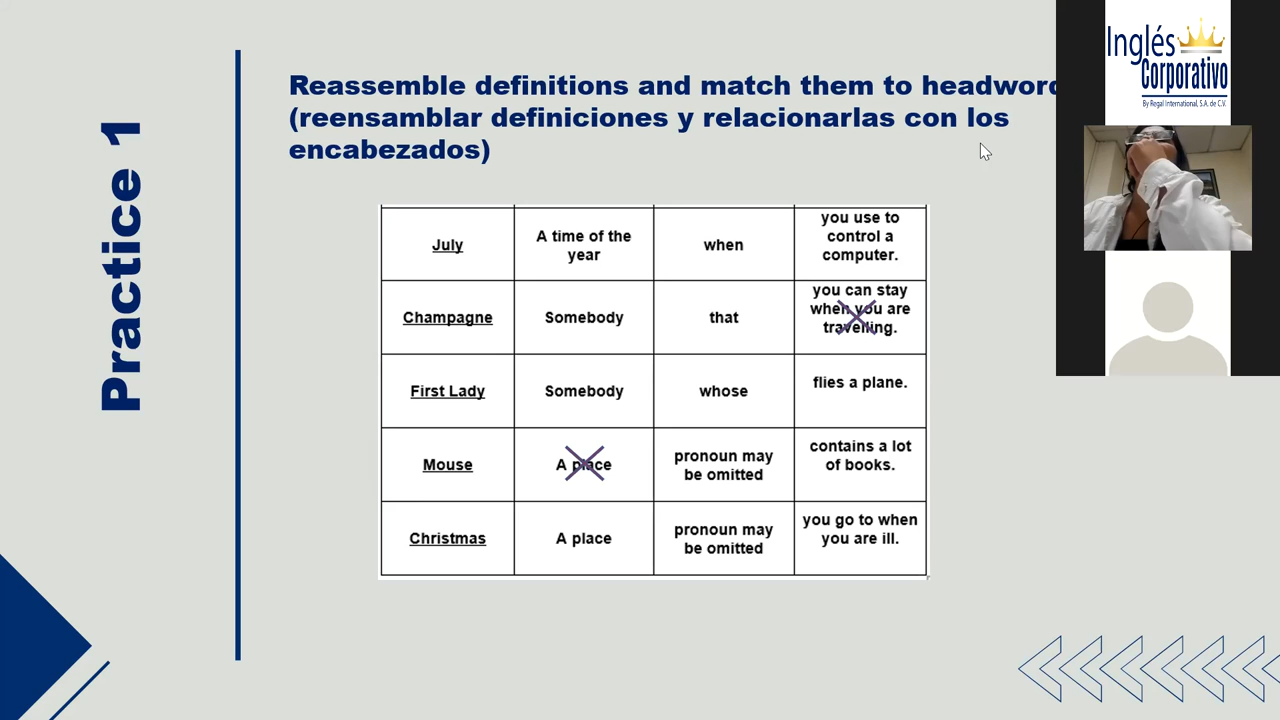 Practice 1
Reassemble definitions and match them to headword
(reensamblar definiciones y relacionarlas con los
encabezados)
July
A time of the
year
when
you use to
control a
computer.
Champagne
Somebody
that
you can stay
when you are
travelling.
First Lady
Somebody
whose
flies a plane.
Mouse
A place
pronoun may
be omitted
contains a lot
of books.
Christmas
A place
pronoun may
be omitted
you go to when
you are ill.
Inglés
Corporativo
By Regal International, S.A. de C.V.